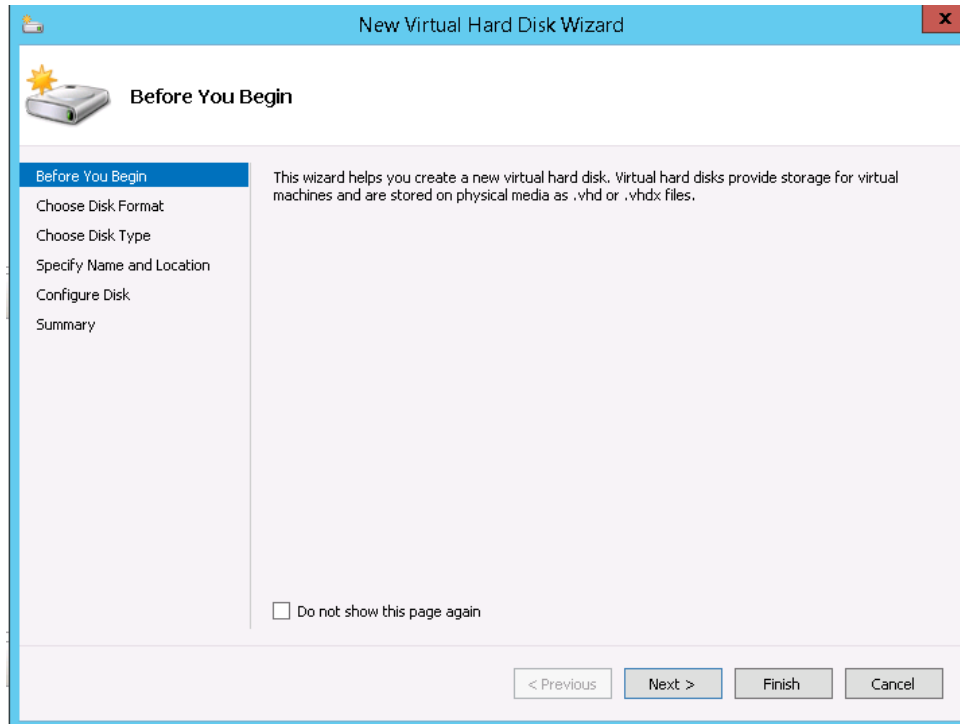 New Virtual Hard Disk Wizard
x
Before You Begin
Before You Begin
Choose Disk Format
Choose Disk Type
Specify Name and Location
Configure Disk
Summary
This wizard helps you create a new virtual hard disk. Virtual hard disks provide storage for virtual
machines and are stored on physical media as .vhd or .vhdx files.
Do not show this page again
< Previous
Next >
Finish
Cancel